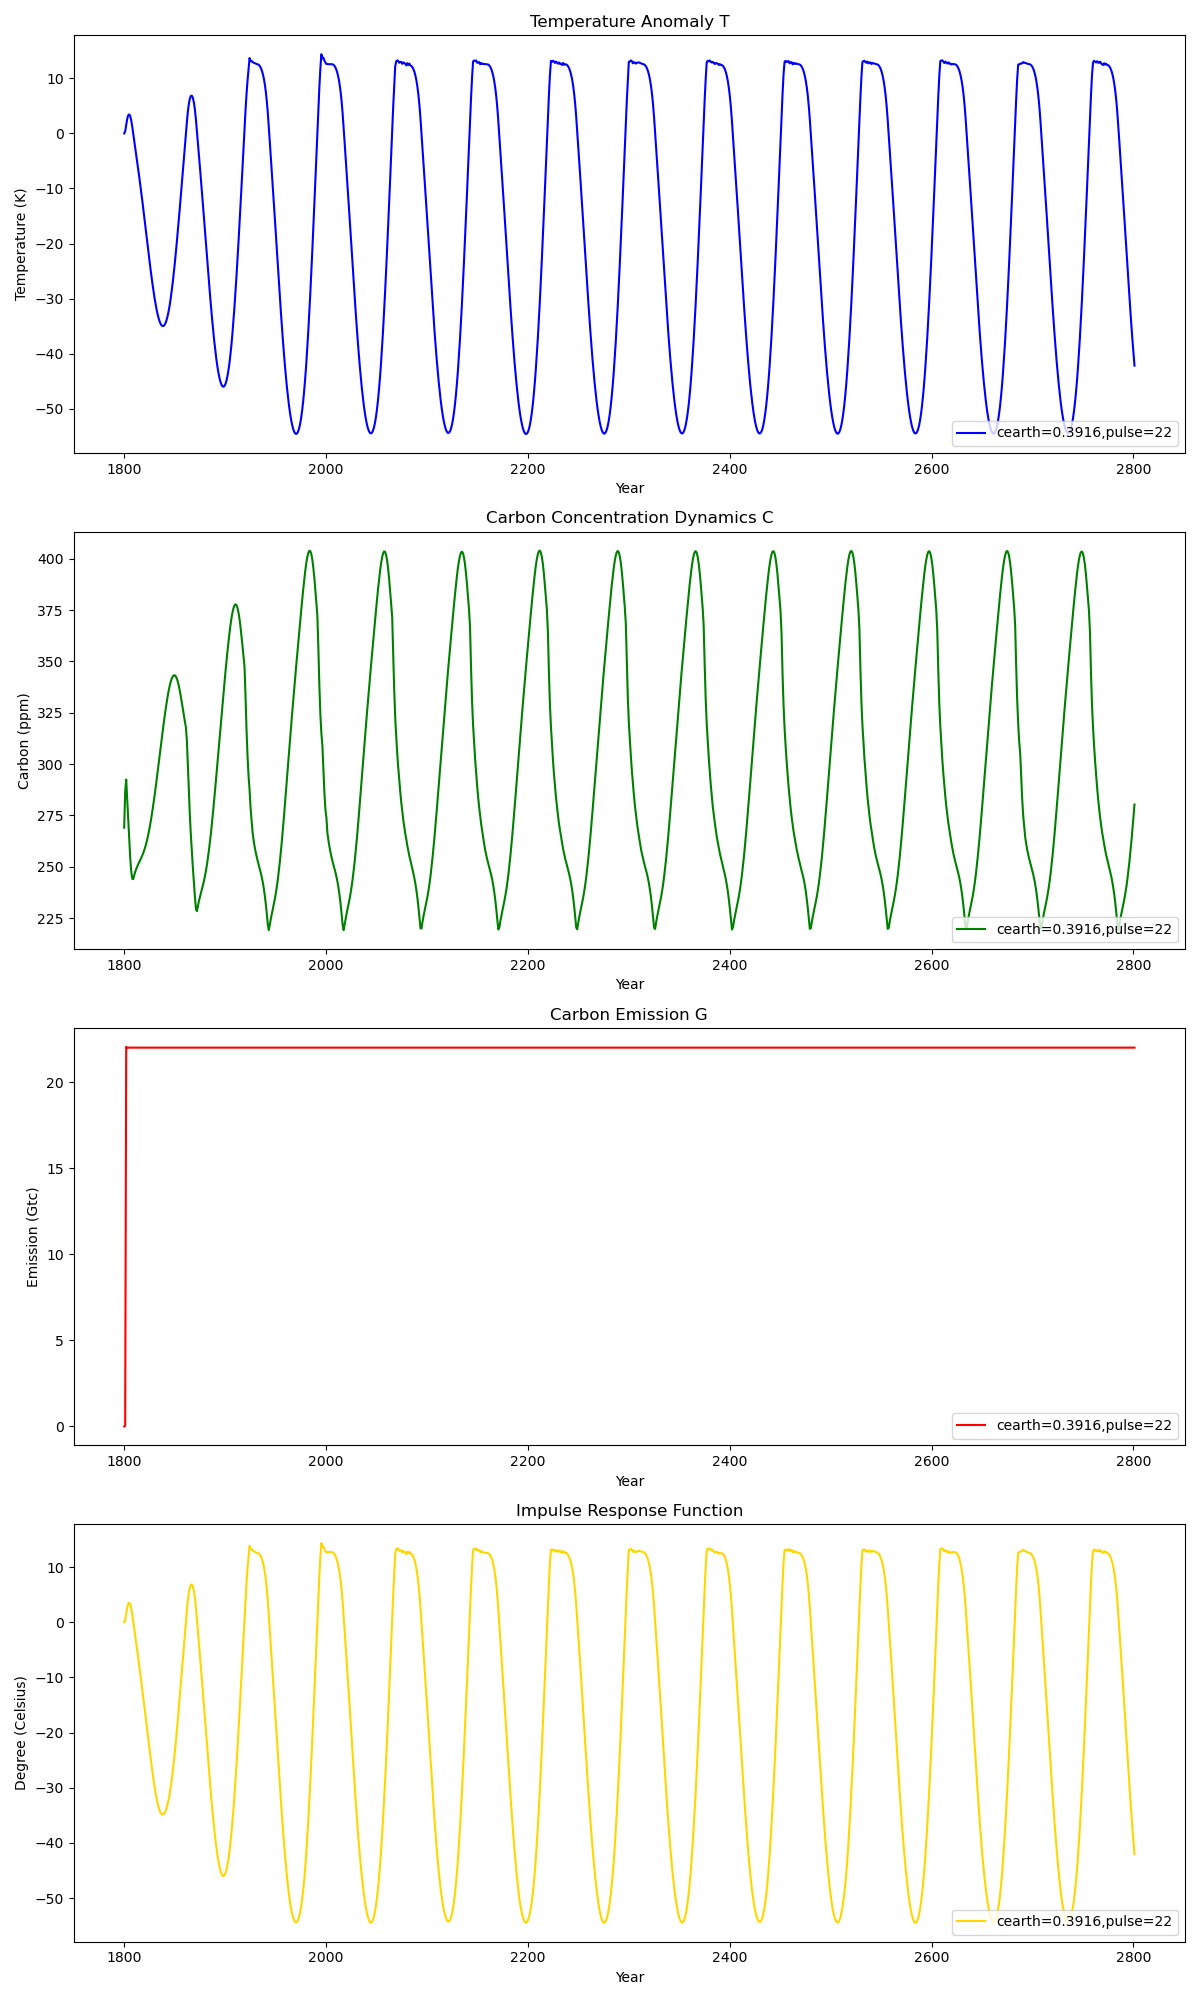 Temperature Anomaly T
Temperature (K)
10
0
−10
−20
−30
−40
−50
cearth=0.3916,pulse=22
1800 2000 2200 2400 2600 2800
Year
Carbon Concentration Dynamics C
Carbon (ppm)
400
375
350
325
300
275
250
225
cearth=0.3916,pulse=22
1800 2000 2200 2400 2600 2800
Year
Carbon Emission G
Emission (Gtc)
20
15
10
5
0
cearth=0.3916,pulse=22
1800 2000 2200 2400 2600 2800
Year
Impulse Response Function
Degree (Celsius)
10
0
−10
−20
−30
−40
−50
cearth=0.3916,pulse=22
1800 2000 2200 2400 2600 2800
Year